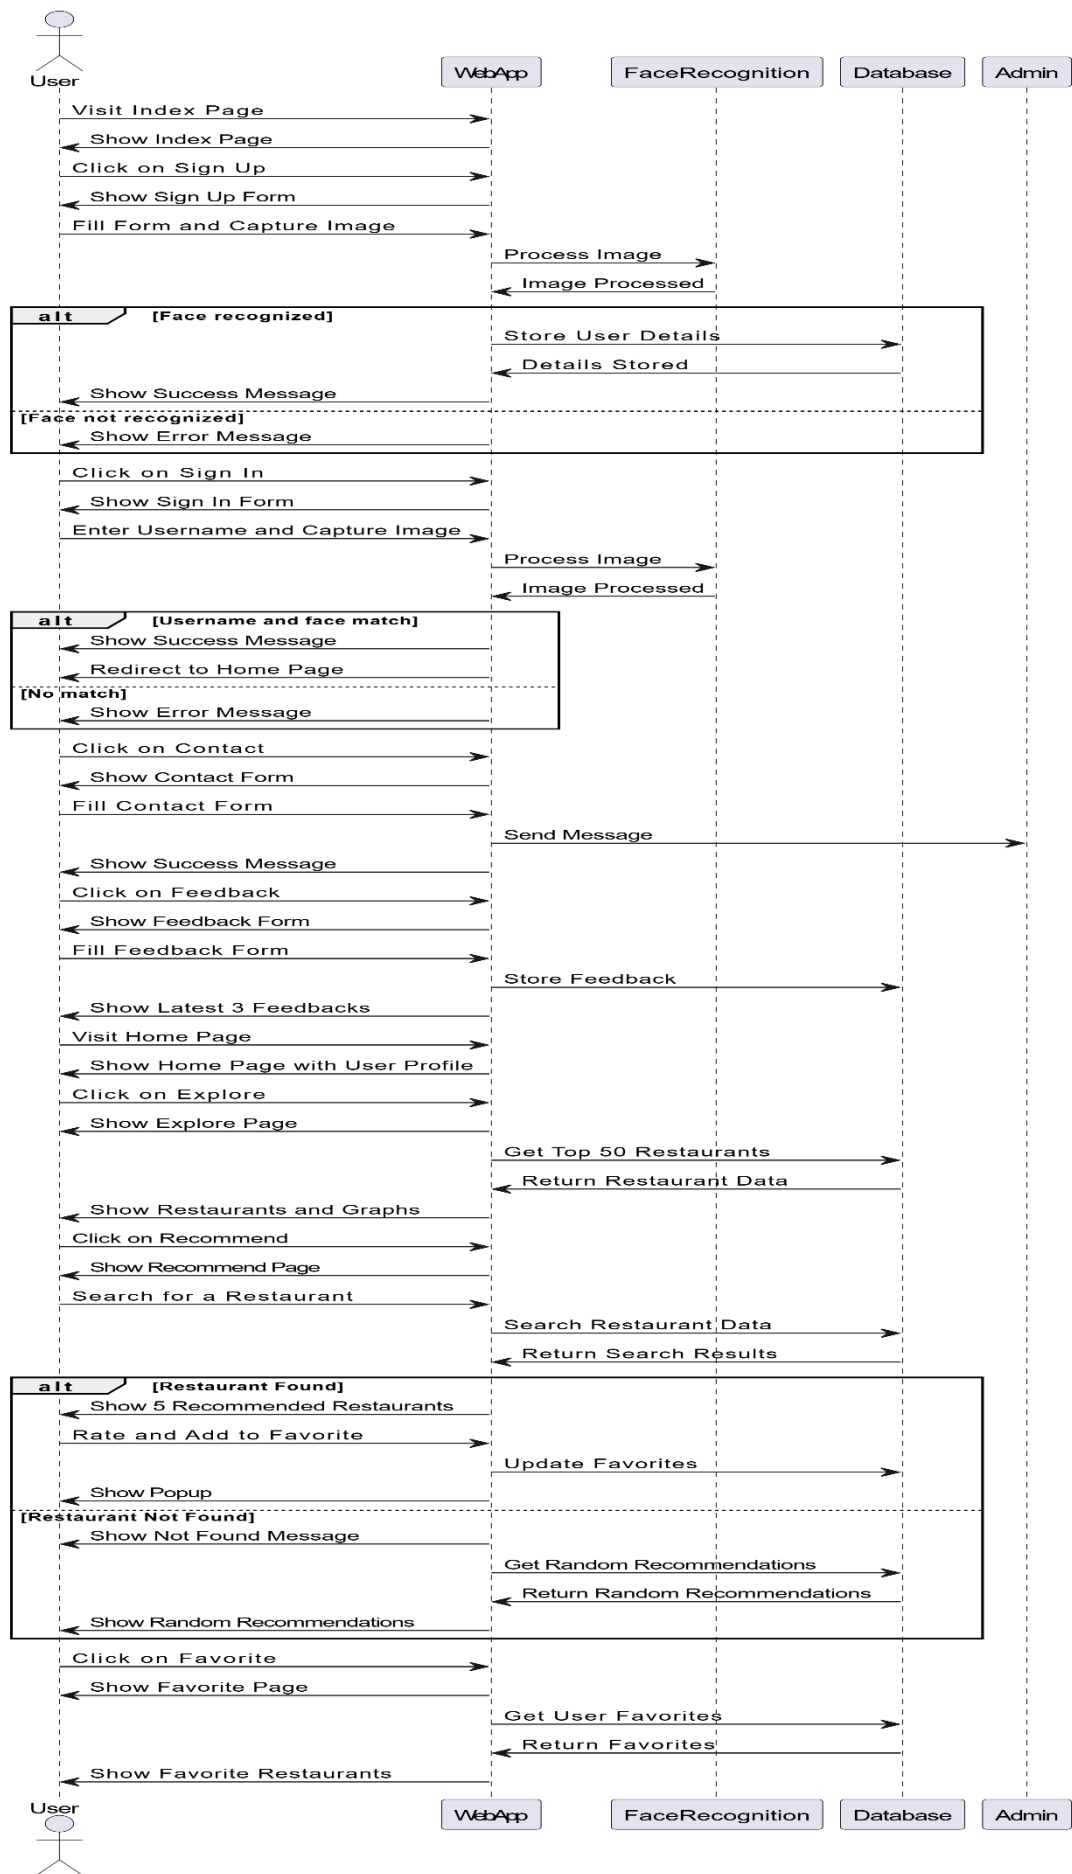 User
WebApp
FaceRecognition
Database
Admin
Visit Index Page
Show Index Page
Click on Sign Up
Show Sign Up Form
Fill Form and Capture Image
Process Image
Image Processed
alt [Face recognized]
Store User Details
Details Stored
Show Success Message
[Face not recognized]
Show Error Message
Click on Sign In
Show Sign In Form
Enter Username and Capture Image
Process Image
Image Processed
alt [Username and face match]
Show Success Message
Redirect to Home Page
[No match]
Show Error Message
Click on Contact
Show Contact Form
Fill Contact Form
Send Message
Show Success Message
Click on Feedback
Show Feedback Form
Fill Feedback Form
Store Feedback
Show Latest 3 Feedbacks
Visit Home Page
Show Home Page with User Profile
Click on Explore
Show Explore Page
Get Top 50 Restaurants
Return Restaurant Data
Show Restaurants and Graphs
Click on Recommend
Show Recommend Page
Search for a Restaurant
Search Restaurant Data
Return Search Results
alt [Restaurant Found]
Show 5 Recommended Restaurants
Rate and Add to Favorite
Update Favorites
Show Popup
[Restaurant Not Found]
Show Not Found Message
Get Random Recommendations
Return Random Recommendations
Show Random Recommendations
Click on Favorite
Show Favorite Page
Get User Favorites
Return Favorites
Show Favorite Restaurants
User
WebApp
FaceRecognition
Database
Admin